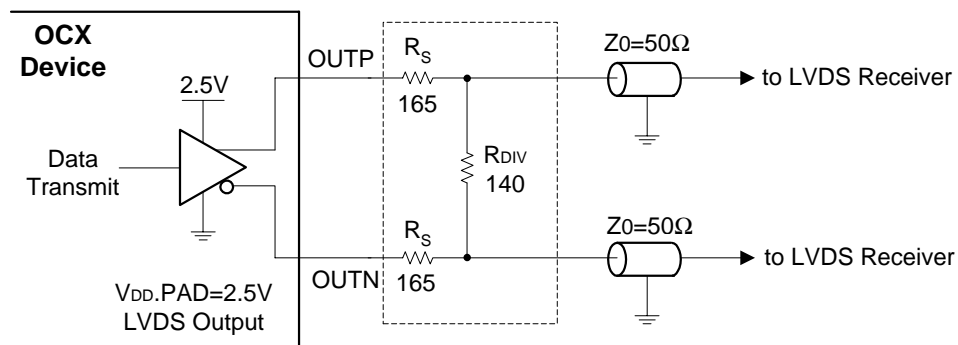 OCX
Device
2.5V
Data
Transmit
VDD.PAD=2.5V
LVDS Output
OUTP
RS
165
RDIV
140
RS
165
OUTN
Z0=50Ω
to LVDS Receiver
Z0=50Ω
to LVDS Receiver